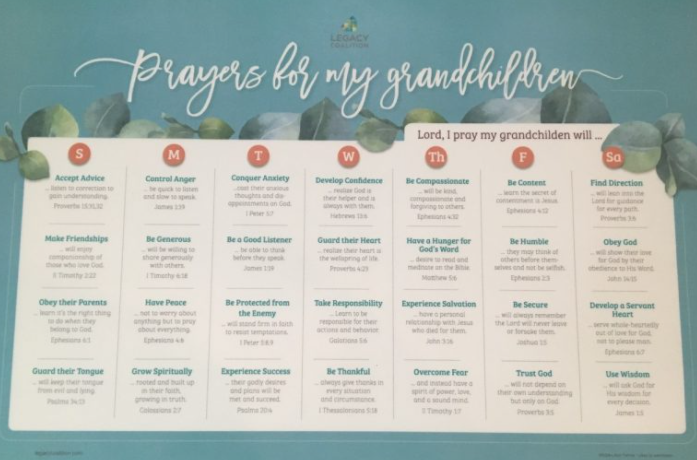 LEGACY
COALITION
Prayers for my grandchildren
Lord, I pray my grandchilden will ...
S
M
T
W
Th
F
Sa
Accept Advice
... listen to correction to
gain understanding.
Proverbs 15:31,32
Control Anger
... be quick to listen
and slow to speak.
James 1:19
Conquer Anxiety
...cast their anxious
thoughts and dis-
appointments on God.
I Peter 5:7
Develop Confidence
... realize God is
their helper and is
always with them.
Hebrews 13:6
Be Compassionate
... will be kind,
compassionate and
forgiving to others.
Ephesians 4:32
Be Content
... learn the secret of
contentment is Jesus.
Ephesians 4:12
Find Direction
... will lean into the
Lord for guidance
for every path.
Proverbs 3:6
Make Friendships
... will enjoy
companionship of
those who love God.
II Timothy 2:22
Be Generous
... will be willing to
share generously
with others.
I Timothy 6:18
Be a Good Listener
... be able to think
before they speak.
James 1:19
Guard their Heart
... realize their heart is
the wellspring of life.
Proverbs 4:23
Have a Hunger for
God's Word
... desire to read and
meditate on the Bible
Matthew 5:6
Be Humble
... they may think of
others before them-
selves and not be selfish.
Ephesians 2:3
Obey God
... will show their love
for God by their
obedience to His Word.
John 14:15
Obey their Parents
... learn it's the right thing
to do when they
belong to God.
Ephesians 6:1
Have Peace
... not to worry about
anything but to pray
about everything.
Ephesians 4:6
Be Protected from
the Enemy
... will stand firm in faith
to resist temptations.
I Peter 5:8,9
Take Responsibility
... Learn to be
responsible for their
actions and behavior.
Galatians 6:5
Experience Salvation
... have a personal
relationship with Jesus
who died for them.
John 3:16
Be Secure
... will always remember
the Lord will never leave
or forsake them.
Joshua 1:5
Develop a Servant
Heart
... serve whole-heartedly
out of love for God,
not to please man.
Ephesians 6:7
Guard their Tongue
... will keep their tongue
from evil and lying.
Psalms 34:13
Grow Spiritually
... rooted and built up
in their faith,
growing in truth.
Colossians 2:7
Experience Success
... their godly desires
and plans will be
met and succeed.
Psalms 20:4
Be Thankful
... always give thanks in
every situation
and circumstance.
I Thessalonians 5:18
Overcome Fear
... and instead have a
spirit of power, love,
and a sound mind.
II Timothy 1:7
Trust God
... will not depend on
their own understanding
but only on God.
Proverbs 3:5
Use Wisdom
... will ask God for
His wisdom for
every decision.
James 1:5